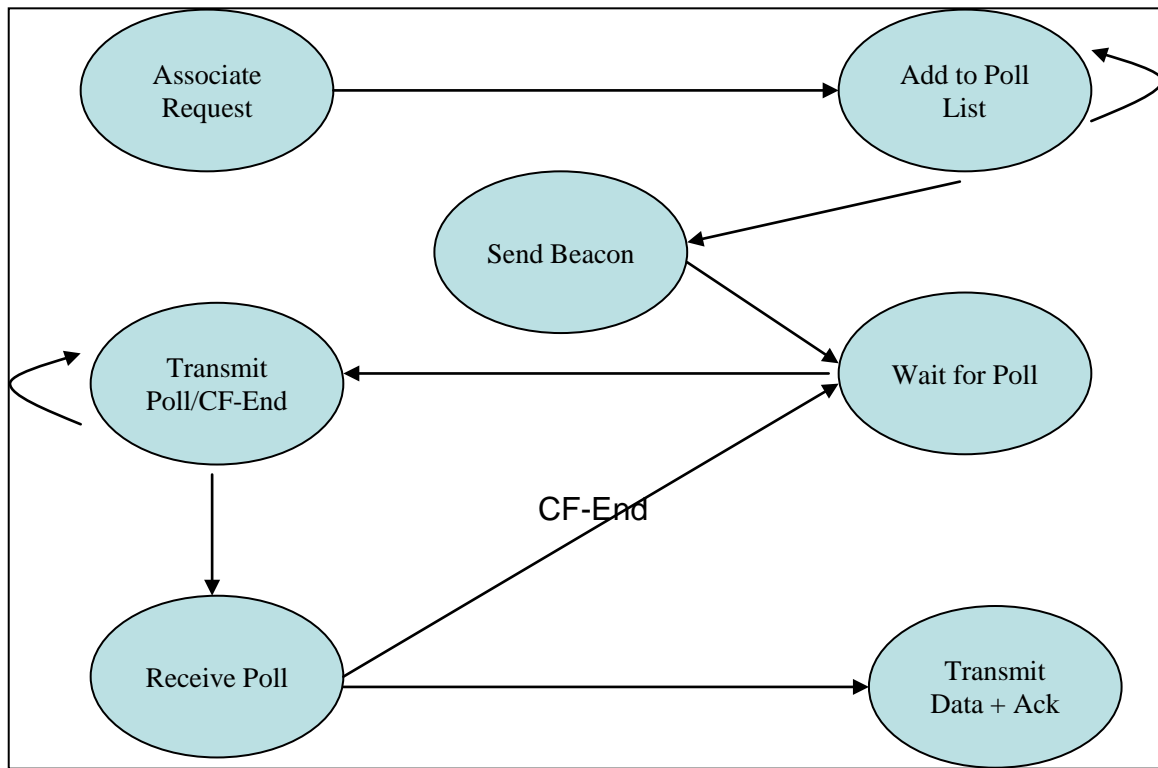 Associate
Request
Add to Poll
List
Send Beacon
Transmit
Poll/CF-End
Wait for Poll
CF-End
Receive Poll
Transmit
Data + Ack